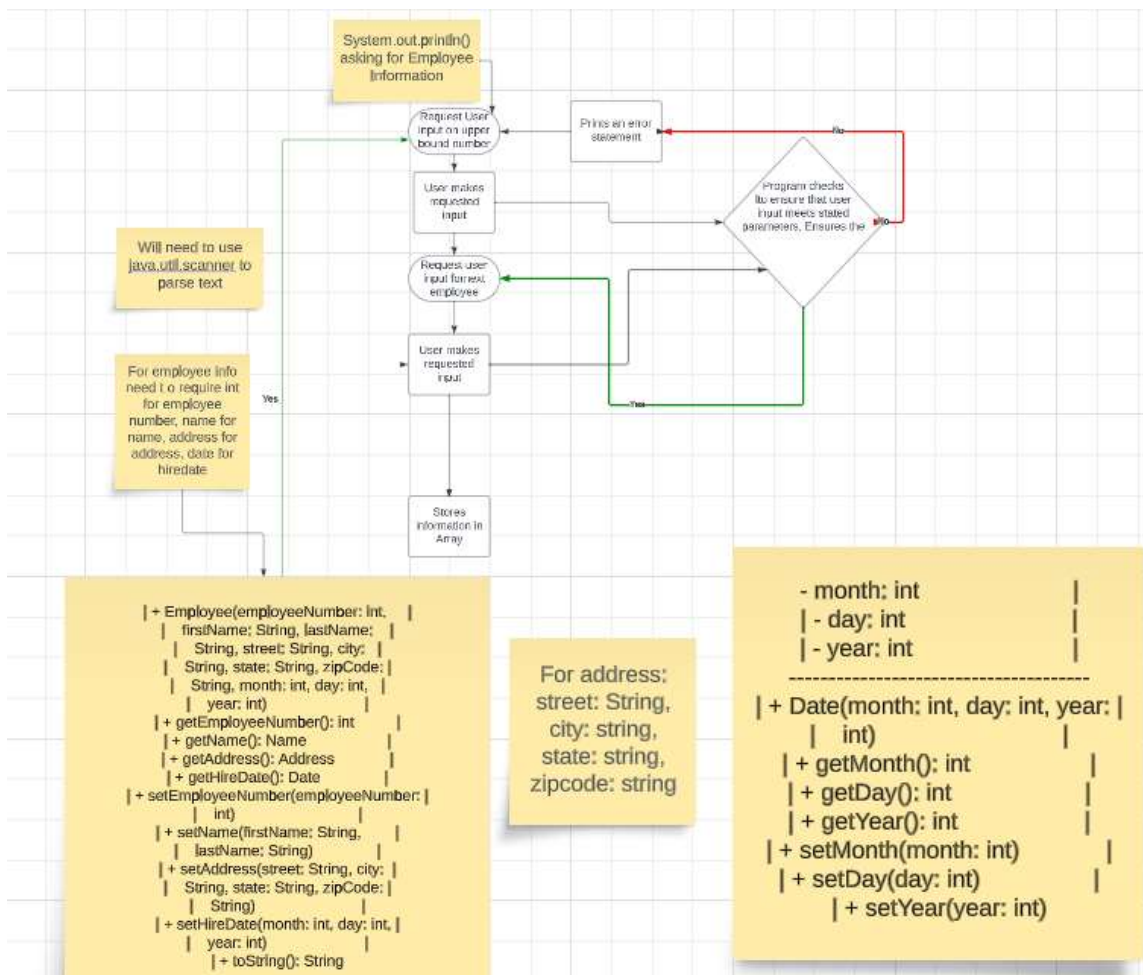 System.out.println()
asking for Employee
Information
Request User
input on upper
bound number
Prints an error
statement
No
User makes
requested
input
Program checks
to ensure that user
input meets stated
parameters, Ensures the
No
Will need to use
java.util.scanner to
parse text
Request user
input for next
employee
User makes
requested
input
Yes
For employee info
need t o require int
for employee
number, name for
name, address for
address, date for
hiredate
Yes
Stores
information in
Array
| + Employee(employeeNumber: int, |
| firstName: String, lastName: |
| String, street: String, city: |
| String, state: String, zipCode: |
| String, month: int, day: int, |
| year: int) |
| + getEmployeeNumber(): int |
| + getName(): Name |
| + getAddress(): Address |
| + getHireDate(): Date |
| + setEmployeeNumber(employeeNumber: |
| int) |
| + setName(firstName: String, |
| lastName: String) |
| + setAddress(street: String, city: |
| String, state: String, zipCode: |
| String) |
| + setHireDate(month: int, day: int, |
| year: int) |
| + toString(): String
For address:
street: String,
city: string,
state: string,
zipcode: string
- month: int |
| - day: int |
| - year: int |
-------------------------------------
| + Date(month: int, day: int, year: |
| int) |
| + getMonth(): int |
| + getDay(): int |
| + getYear(): int |
| + setMonth(month: int) |
| + setDay(day: int) |
| + setYear(year: int)